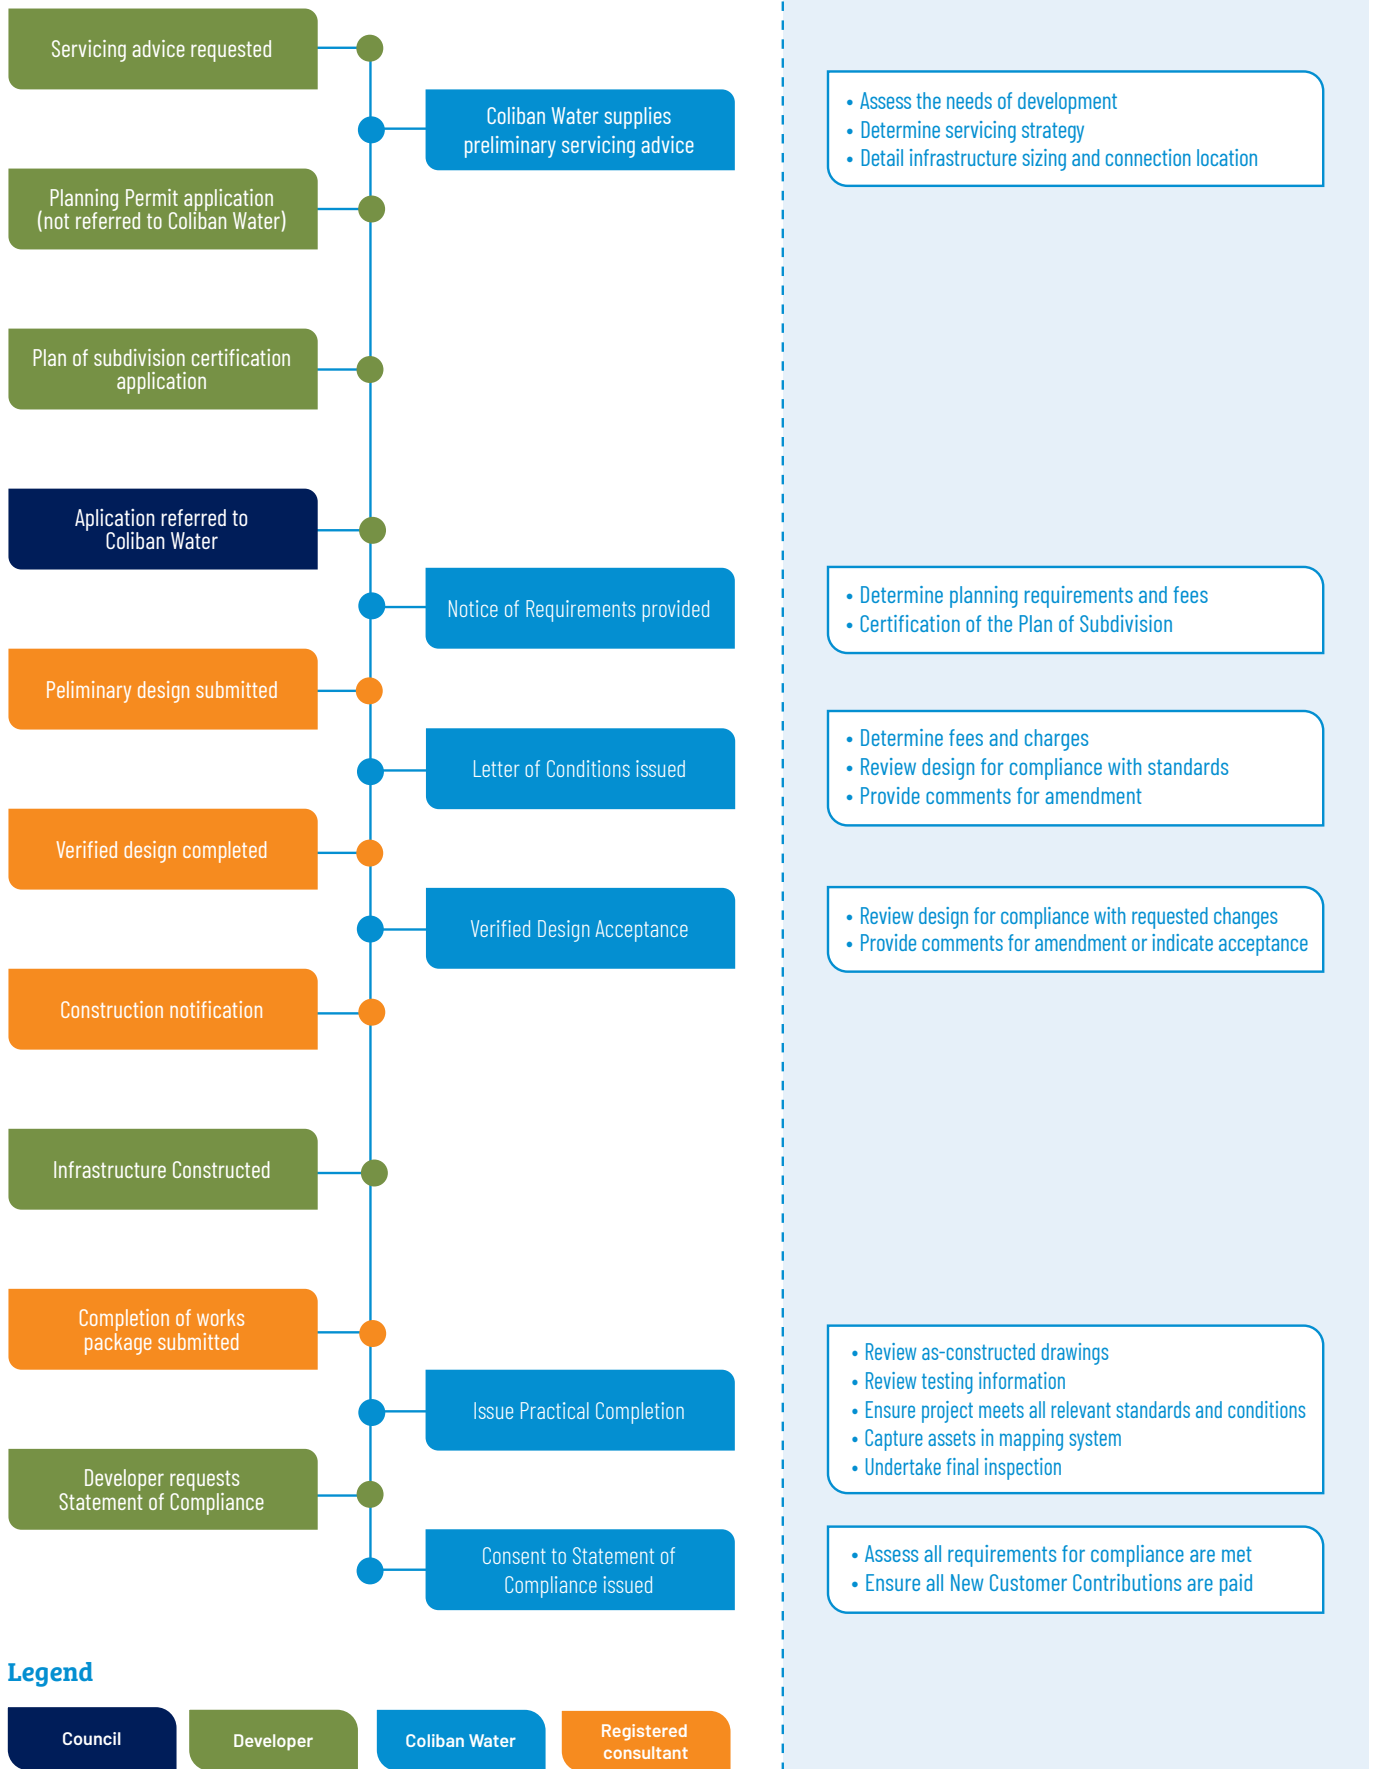 Servicing advice requested
Coliban Water supplies
preliminary servicing advice
• Assess the needs of development
• Determine servicing strategy
• Detail infrastructure sizing and connection location
Planning Permit application
(not referred to Coliban Water)
Plan of subdivision certification
application
Aplication referred to
Coliban Water
Notice of Requirements provided
• Determine planning requirements and fees
• Certification of the Plan of Subdivision
Peliminary design submitted
Letter of Conditions issued
• Determine fees and charges
• Review design for compliance with standards
• Provide comments for amendment
Verified design completed
Verified Design Acceptance
• Review design for compliance with requested changes
• Provide comments for amendment or indicate acceptance
Construction notification
Infrastructure Constructed
Completion of works
package submitted
Issue Practical Completion
• Review as-constructed drawings
• Review testing information
• Ensure project meets all relevant standards and conditions
• Capture assets in mapping system
• Undertake final inspection
Developer requests
Statement of Compliance
Consent to Statement of
Compliance issued
• Assess all requirements for compliance are met
• Ensure all New Customer Contributions are paid
Legend
Council
Developer
Coliban Water
Registered
consultant